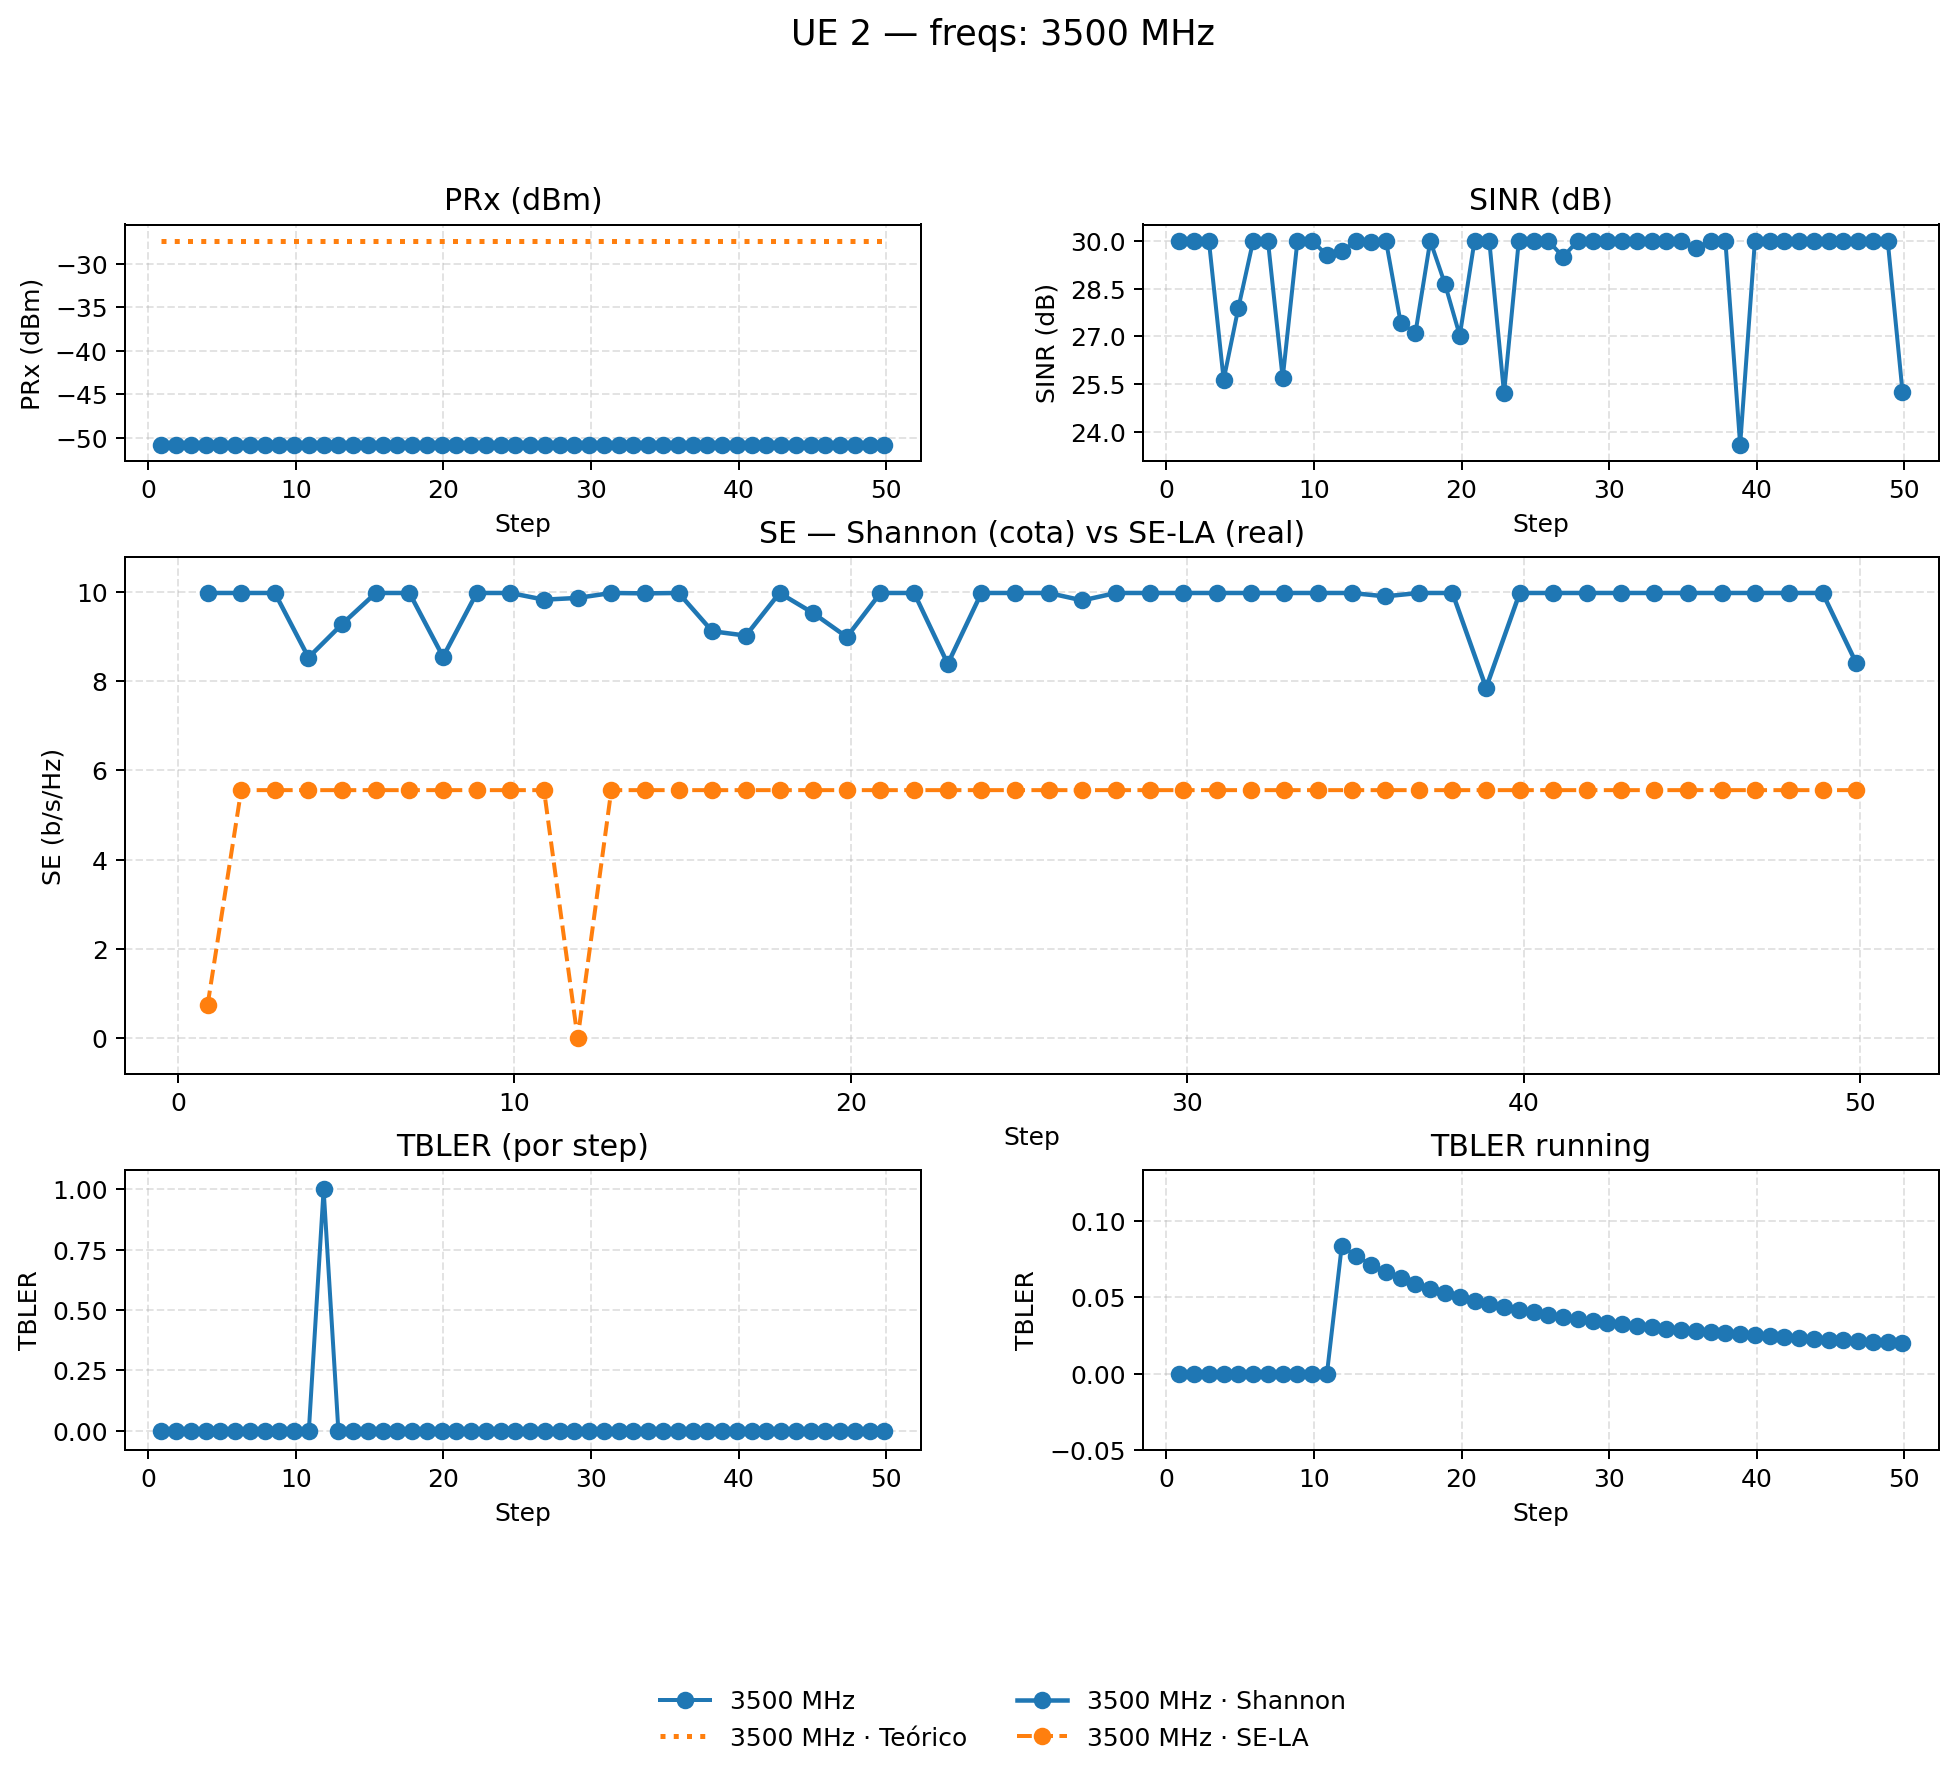 UE 2 — freqs: 3500 MHz
PRx (dBm)
PRx (dBm)
−30
−35
−40
−45
−50
0 10 20 30 40 50
Step
SINR (dB)
SINR (dB)
30.0
28.5
27.0
25.5
24.0
0 10 20 30 40 50
Step
SE — Shannon (cota) vs SE-LA (real)
SE (b/s/Hz)
10
8
6
4
2
0
0 10 20 30 40 50
Step
TBLER (por step)
TBLER
1.00
0.75
0.50
0.25
0.00
0 10 20 30 40 50
Step
TBLER running
TBLER
0.10
0.05
0.00
−0.05
0 10 20 30 40 50
Step
3500 MHz
3500 MHz · Teórico
3500 MHz · Shannon
3500 MHz · SE-LA